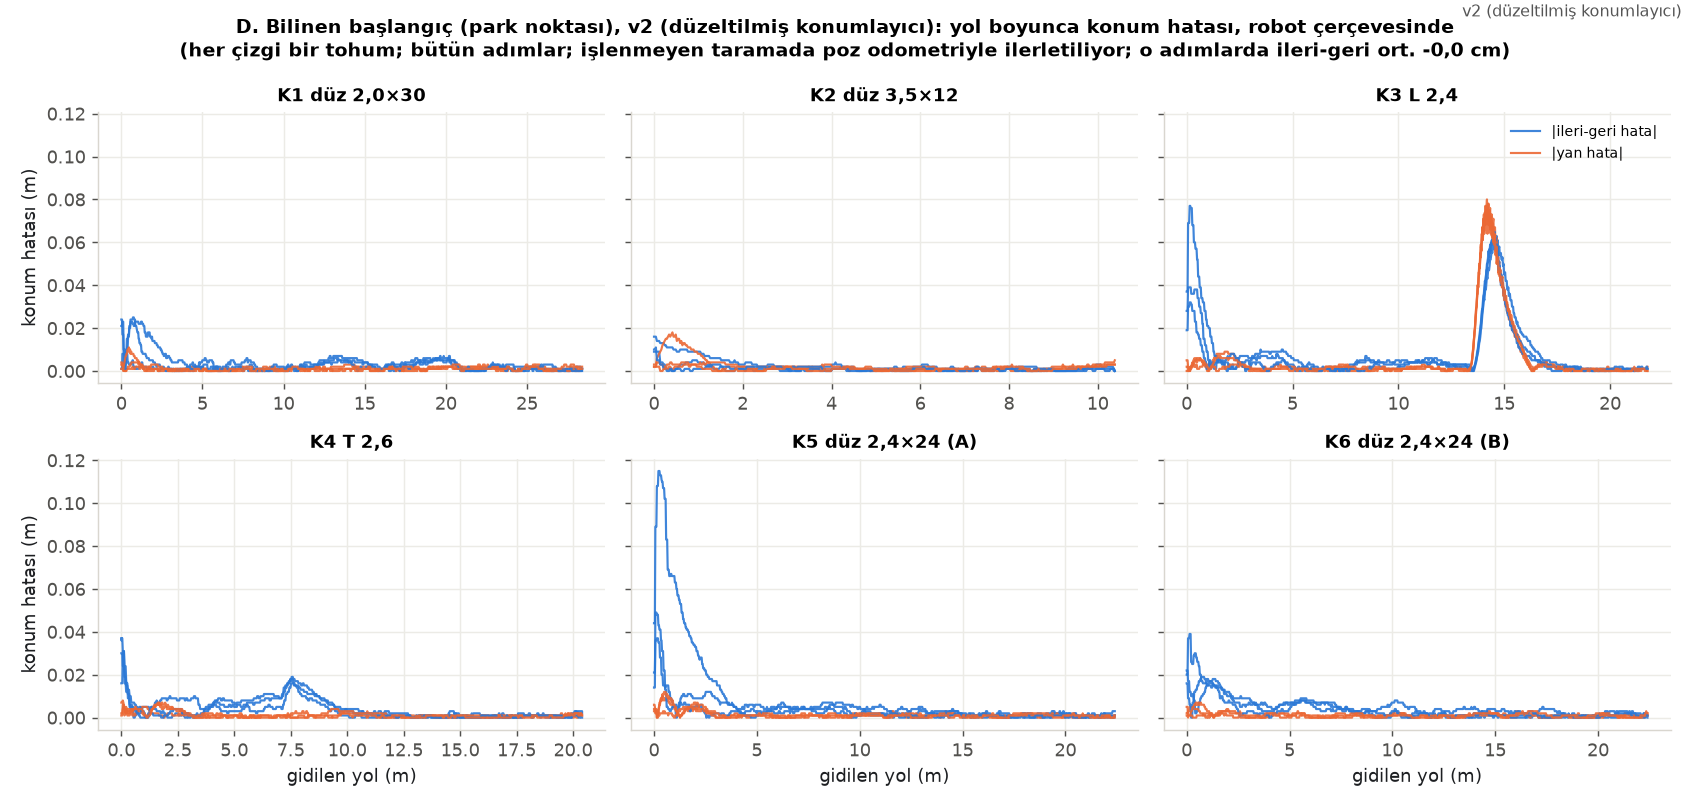 v2 (düzeltilmiş konumlayıcı)
D. Bilinen başlangıç (park noktası), v2 (düzeltilmiş konumlayıcı): yol boyunca konum hatası, robot çerçevesinde
(her çizgi bir tohum; bütün adımlar; işlenmeyen taramada poz odometriyle ilerletiliyor; o adımlarda ileri-geri ort. -0,0 cm)
K1 düz 2,0×30
K2 düz 3,5×12
K3 L 2,4
0.12
0.10
0.08
0.06
0.04
0.02
0.00
konum hatası (m)
|ileri-geri hata|
|yan hata|
0 5 10 15 20 25
0 2 4 6 8 10
0 5 10 15 20
K4 T 2,6
K5 düz 2,4×24 (A)
K6 düz 2,4×24 (B)
0.12
0.10
0.08
0.06
0.04
0.02
0.00
konum hatası (m)
0.0 2.5 5.0 7.5 10.0 12.5 15.0 17.5 20.0
0 5 10 15 20
0 5 10 15 20
gidilen yol (m)
gidilen yol (m)
gidilen yol (m)